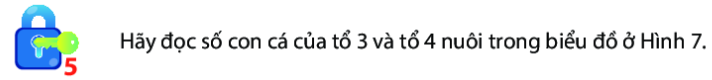 5
Hãy đọc số con cá của tổ 3 và tổ 4 nuôi trong biểu đồ ở Hình 7.